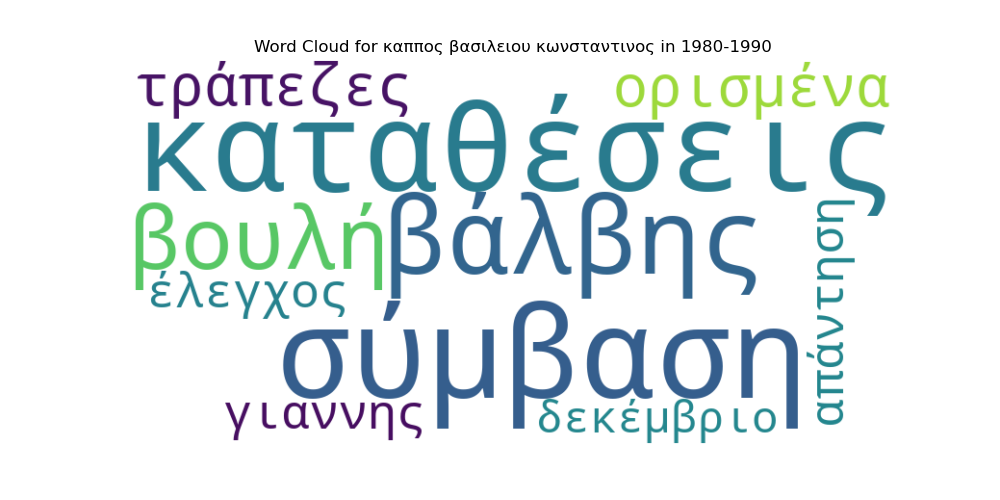 Word Cloud for καππος βασιλειου κωνσταντινος in 1980-1990
τράπεζες
ορισμένα
καταθέσεις
βουλή
βάλβης
απάντηση
έλεγχος
σύμβαση
γιαννης
δεκέμβριο